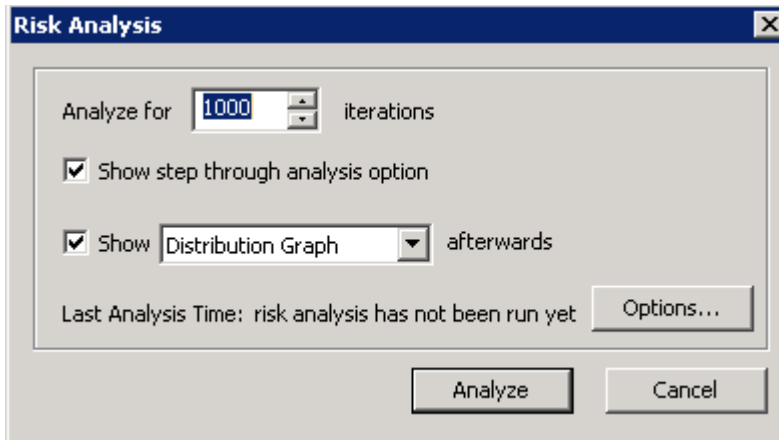 Risk Analysis
Analyze for 1000 iterations
Show step through analysis option
Show Distribution Graph afterwards
Last Analysis Time: risk analysis has not been run yet Options...
Analyze Cancel